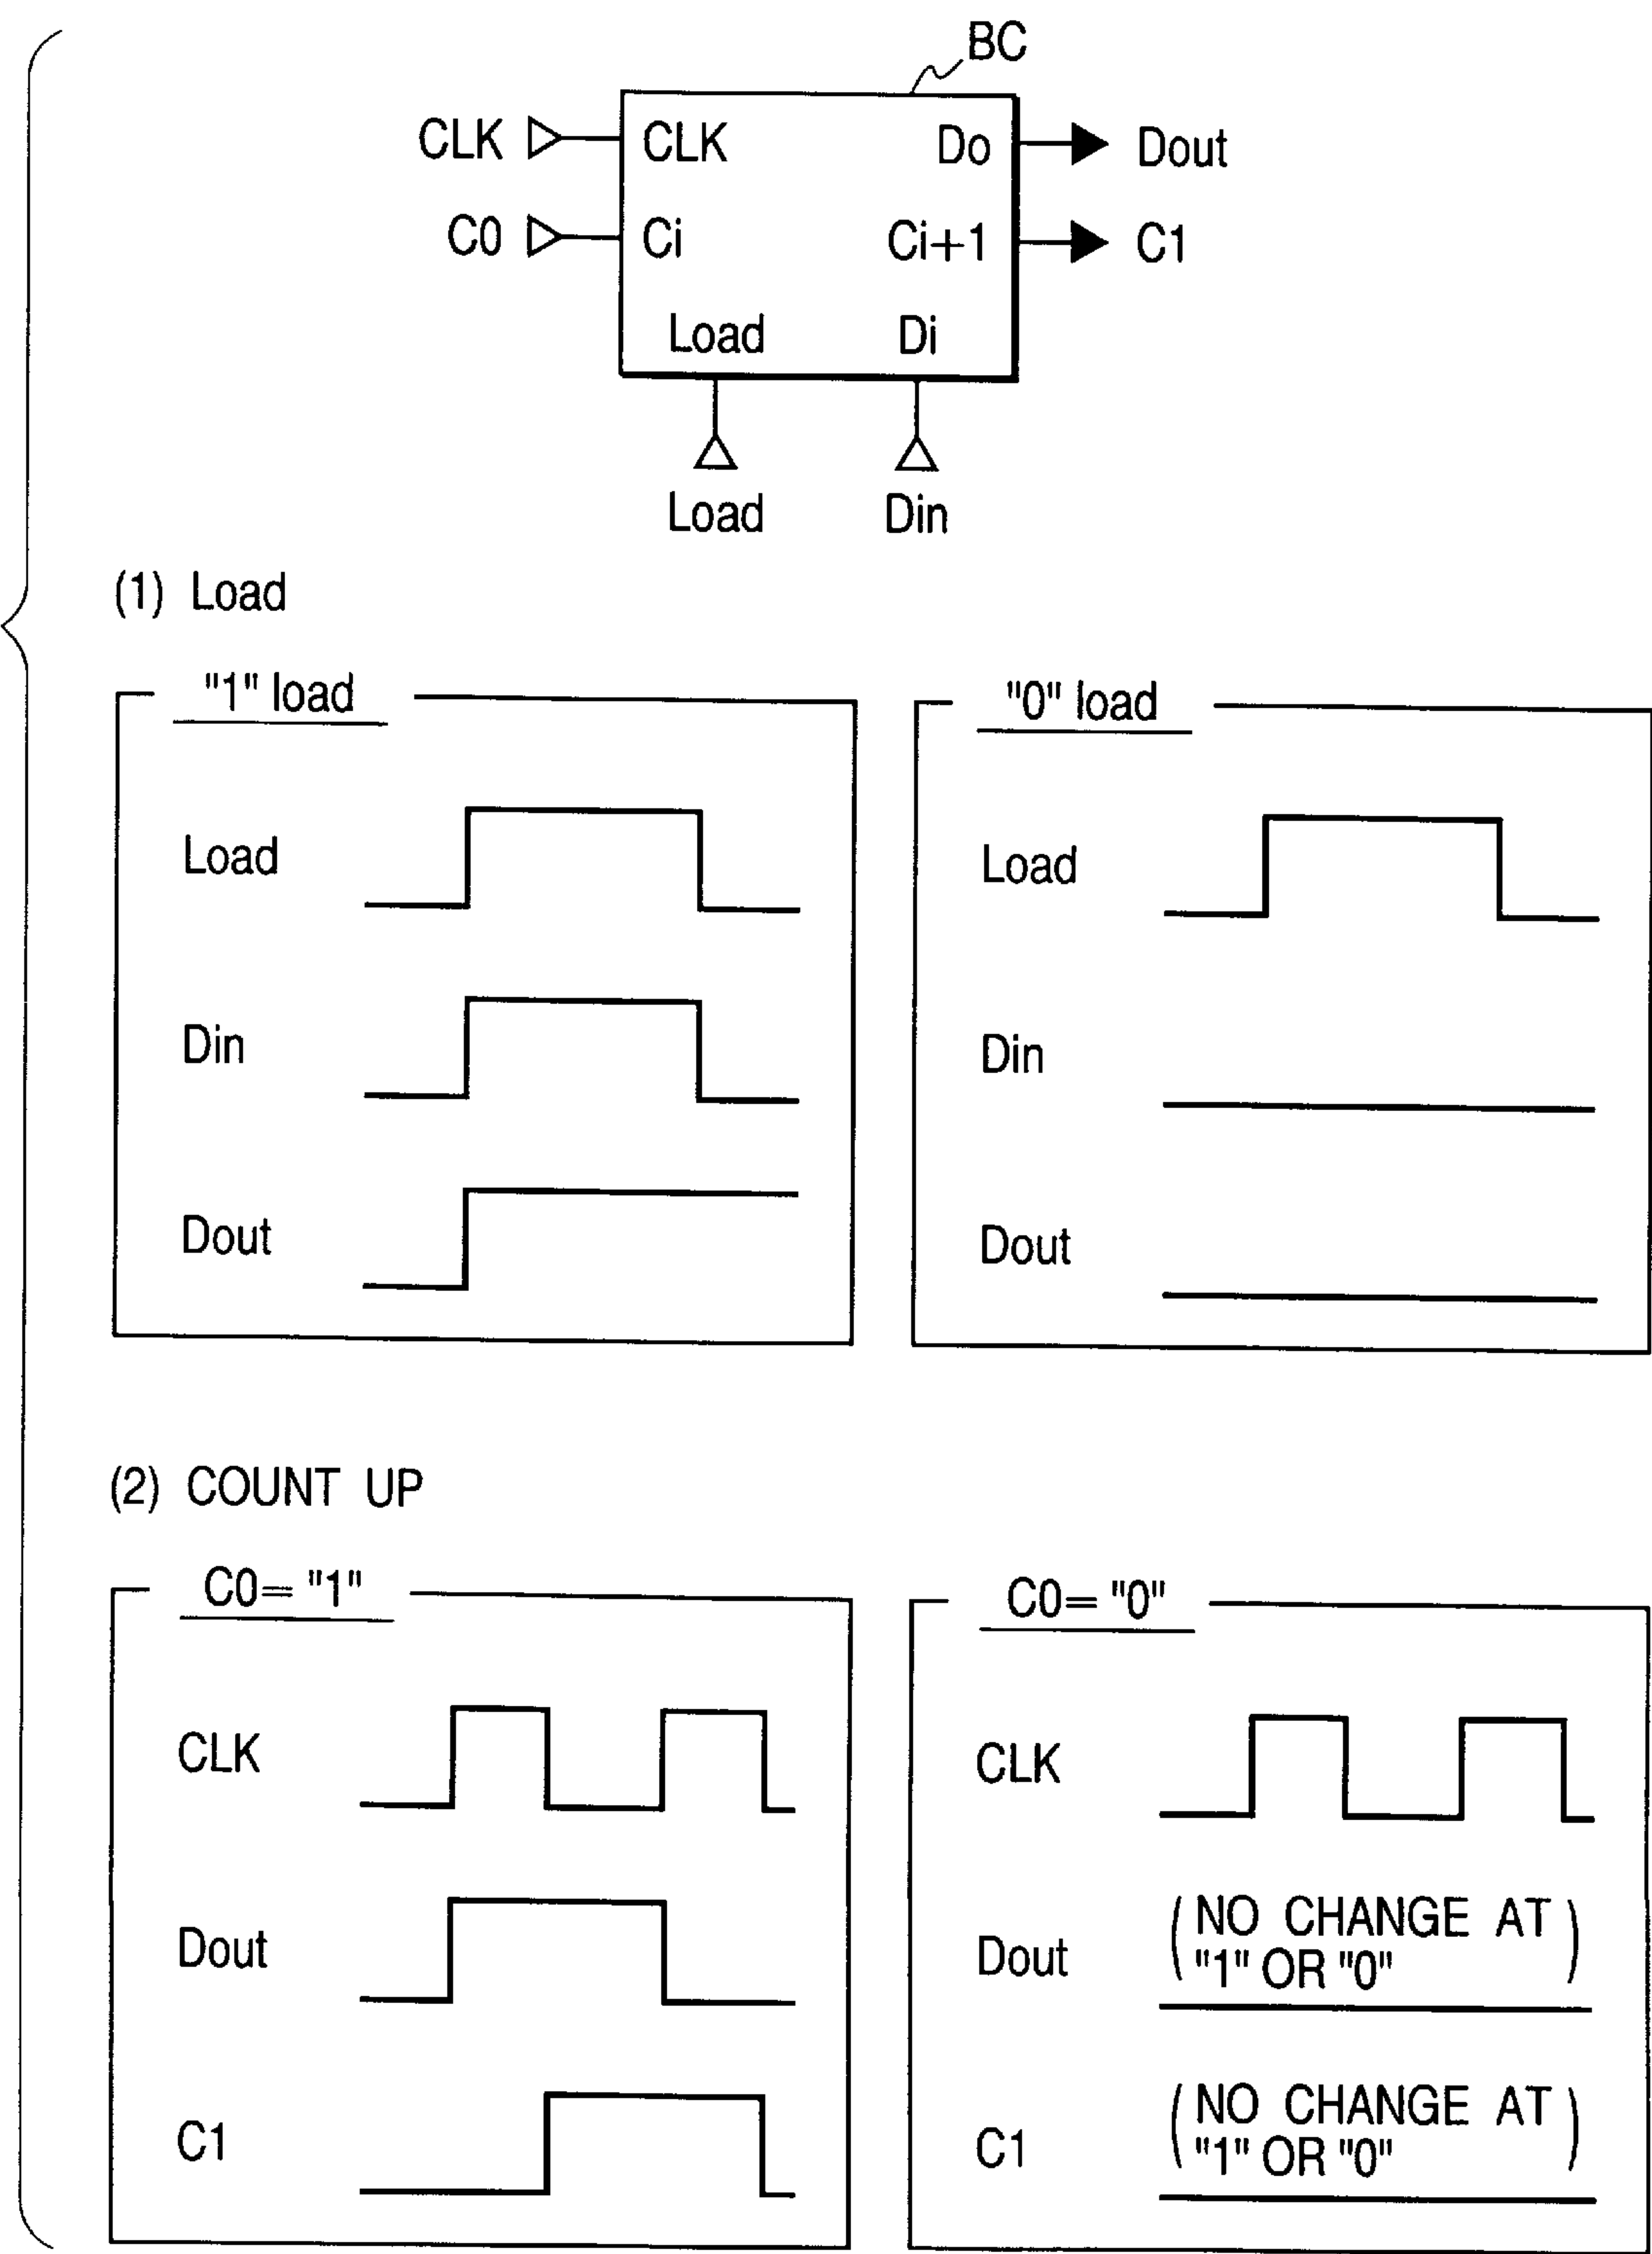 BC
CLK CLK Do Dout
C0 Ci Ci+1 C1
Load Di
Load Din
(1) Load
"1" load
Load
Din
Dout
"0" load
Load
Din
Dout
(2) COUNT UP
C0= "1"
CLK
Dout
C1
C0= "0"
CLK
Dout (NO CHANGE AT
"1" OR "0")
C1 (NO CHANGE AT
"1" OR "0")